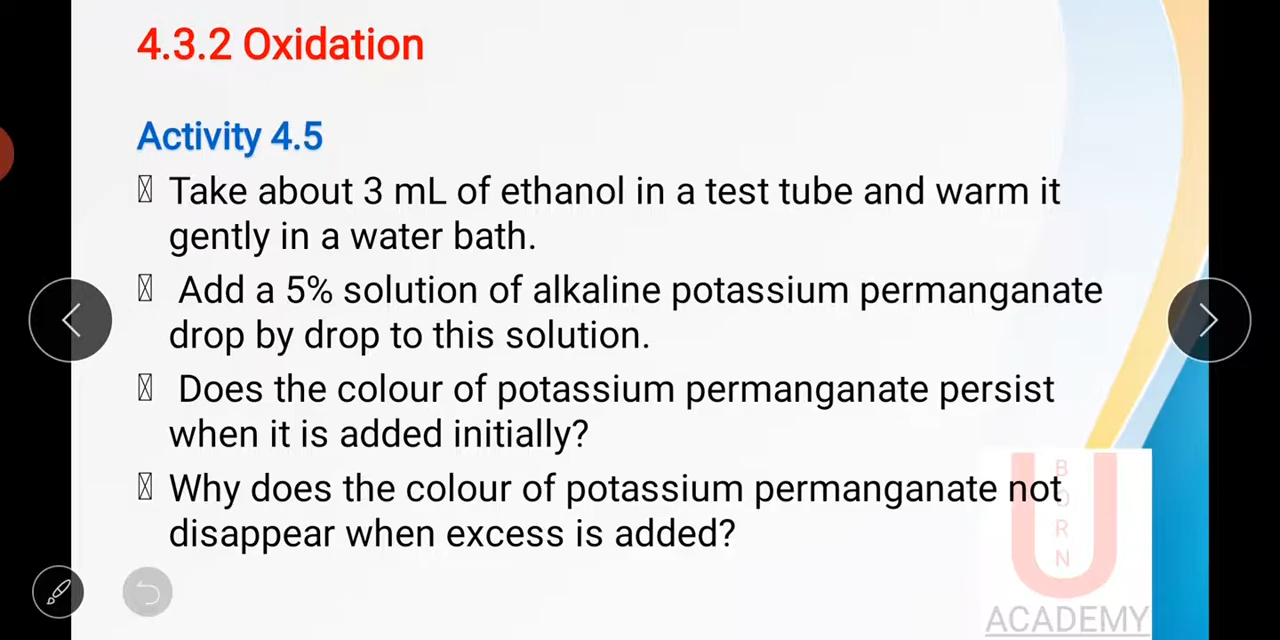 4.3.2 Oxidation
Activity 4.5
Take about 3 mL of ethanol in a test tube and warm it
gently in a water bath.
Add a 5% solution of alkaline potassium permanganate
drop by drop to this solution.
Does the colour of potassium permanganate persist
when it is added initially?
Why does the colour of potassium permanganate not
disappear when excess is added?
U
BORN
ACADEMY